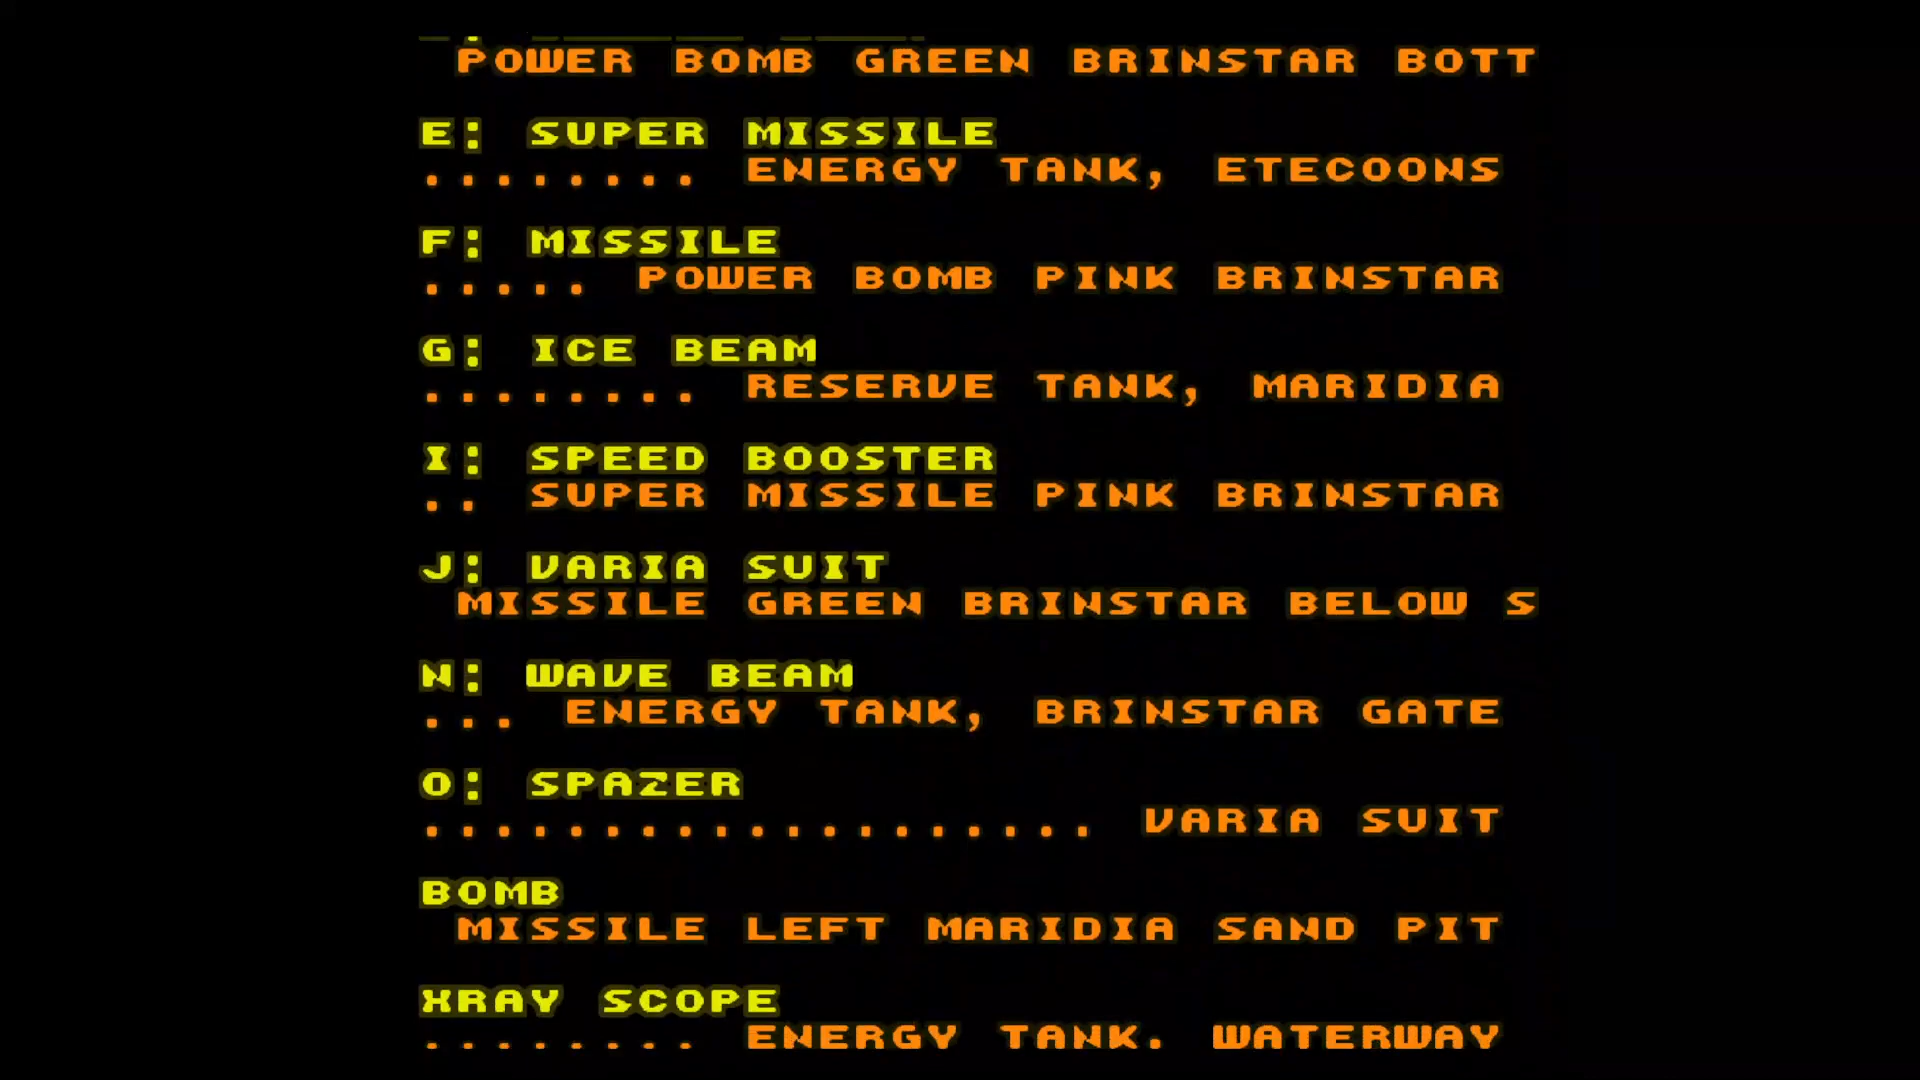 POWER BOMB GREEN BRINSTAR BOTT
E: SUPER MISSILE
........ ENERGY TANK, ETECOONS
F: MISSILE
..... POWER BOMB PINK BRINSTAR
G: ICE BEAM
........ RESERVE TANK, MARIDIA
I: SPEED BOOSTER
.. SUPER MISSILE PINK BRINSTAR
J: VARIA SUIT
MISSILE GREEN BRINSTAR BELOW S
N: WAVE BEAM
... ENERGY TANK, BRINSTAR GATE
O: SPAZER
................... VARIA SUIT
BOMB
MISSILE LEFT MARIDIA SAND PIT
XRAY SCOPE
........ ENERGY TANK. WATERWAY